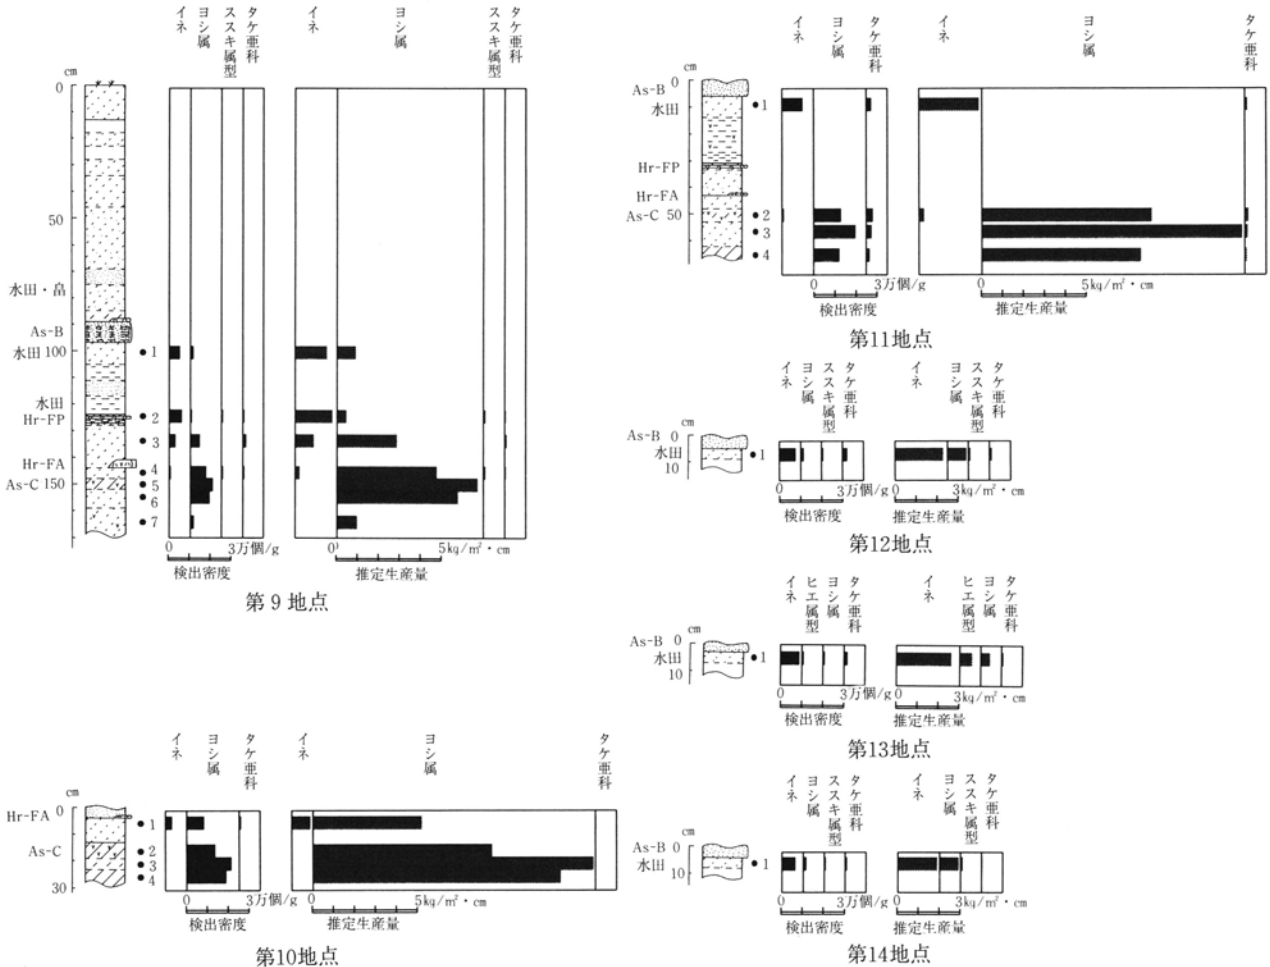 イネ
ヨシ属
ススキ属型
タケ亜科
イネ
ヨシ属
ススキ属型
タケ亜科
cm
0
50
水田・畠
As-B
水田 100
水田
Hr-FP
Hr-FA
As-C 150
1
2
3
4
5
6
7
0 3万個/g
検出密度
0 5kg/㎡・cm
推定生産量
第9地点
イネ
ヨシ属
タケ亜科
イネ
ヨシ属
タケ亜科
cm
0
Hr-FA
As-C
30
1
2
3
4
0 3万個/g
検出密度
0 5kg/㎡・cm
推定生産量
第10地点
イネ
ヨシ属
タケ亜科
イネ
ヨシ属
タケ亜科
cm
As-B 0
水田
Hr-FP
Hr-FA
As-C 50
1
2
3
4
0 3万個/g
検出密度
0 5kg/㎡・cm
推定生産量
第11地点
イネ
ヨシ属
ススキ属型
タケ亜科
イネ
ヨシ属
ススキ属型
タケ亜科
cm
As-B 0
水田
10
1
0 3万個/g
検出密度
0 3kg/㎡・cm
推定生産量
第12地点
イネ
ヒエ属型
ヨシ属
タケ亜科
イネ
ヒエ属型
ヨシ属
タケ亜科
cm
As-B 0
水田
10
1
0 3万個/g
検出密度
0 3kg/㎡・cm
推定生産量
第13地点
イネ
ヨシ属
ススキ属型
タケ亜科
イネ
ヨシ属
ススキ属型
タケ亜科
cm
As-B 0
水田
10
1
0 3万個/g
検出密度
0 3kg/㎡・cm
推定生産量
第14地点